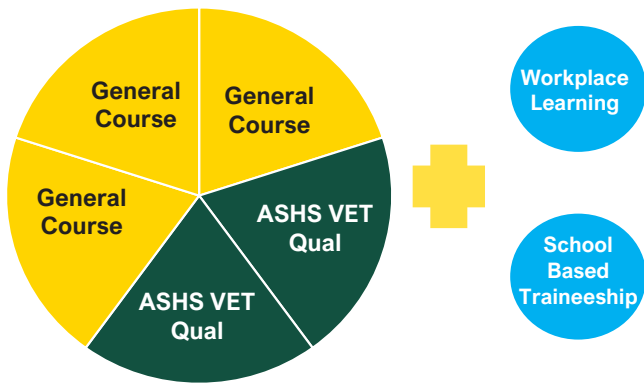 General
Course
General
Course
General
Course
ASHS VET
Qual
ASHS VET
Qual
Workplace
Learning
School
Based
Traineeship